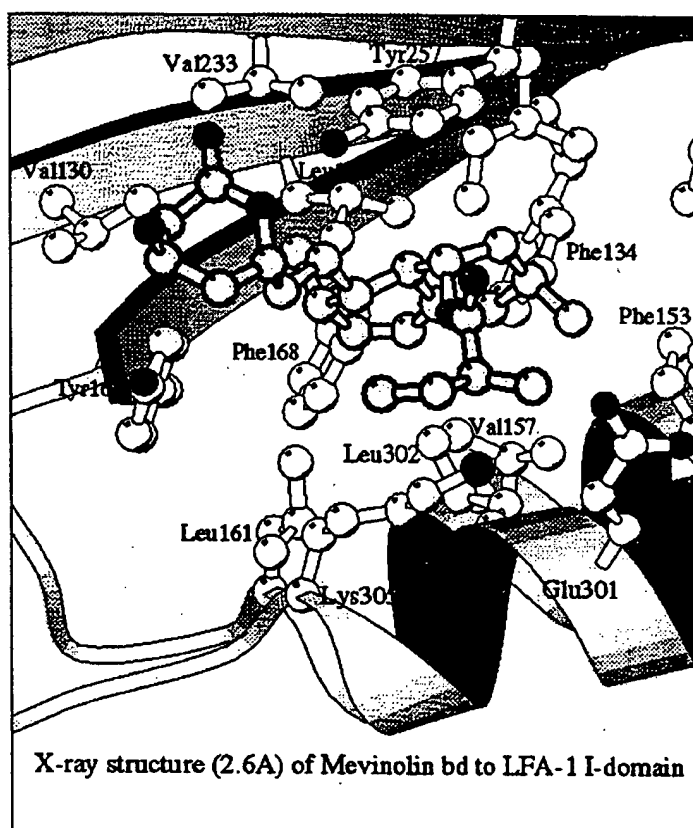 Val233
Tyr257
Val130
Leu
Phe134
Phe153
Phe168
Val157
Leu302
Leu161
Glu301
X-ray structure (2.6A) of Mevinolin bd to LFA-1 I-domain